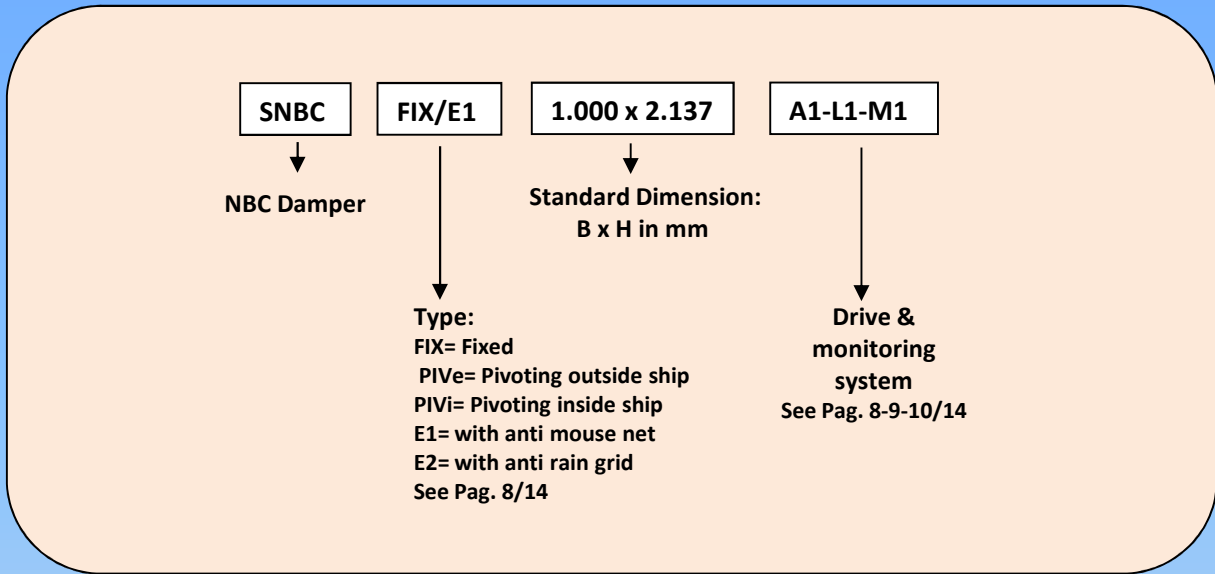 SNBC
FIX/E1
1.000 x 2.137
A1-L1-M1
NBC Damper
Standard Dimension:
B x H in mm
Type:
FIX= Fixed
PIVe= Pivoting outside ship
PIVi= Pivoting inside ship
E1= with anti mouse net
E2= with anti rain grid
See Pag. 8/14
Drive &
monitoring
system
See Pag. 8-9-10/14